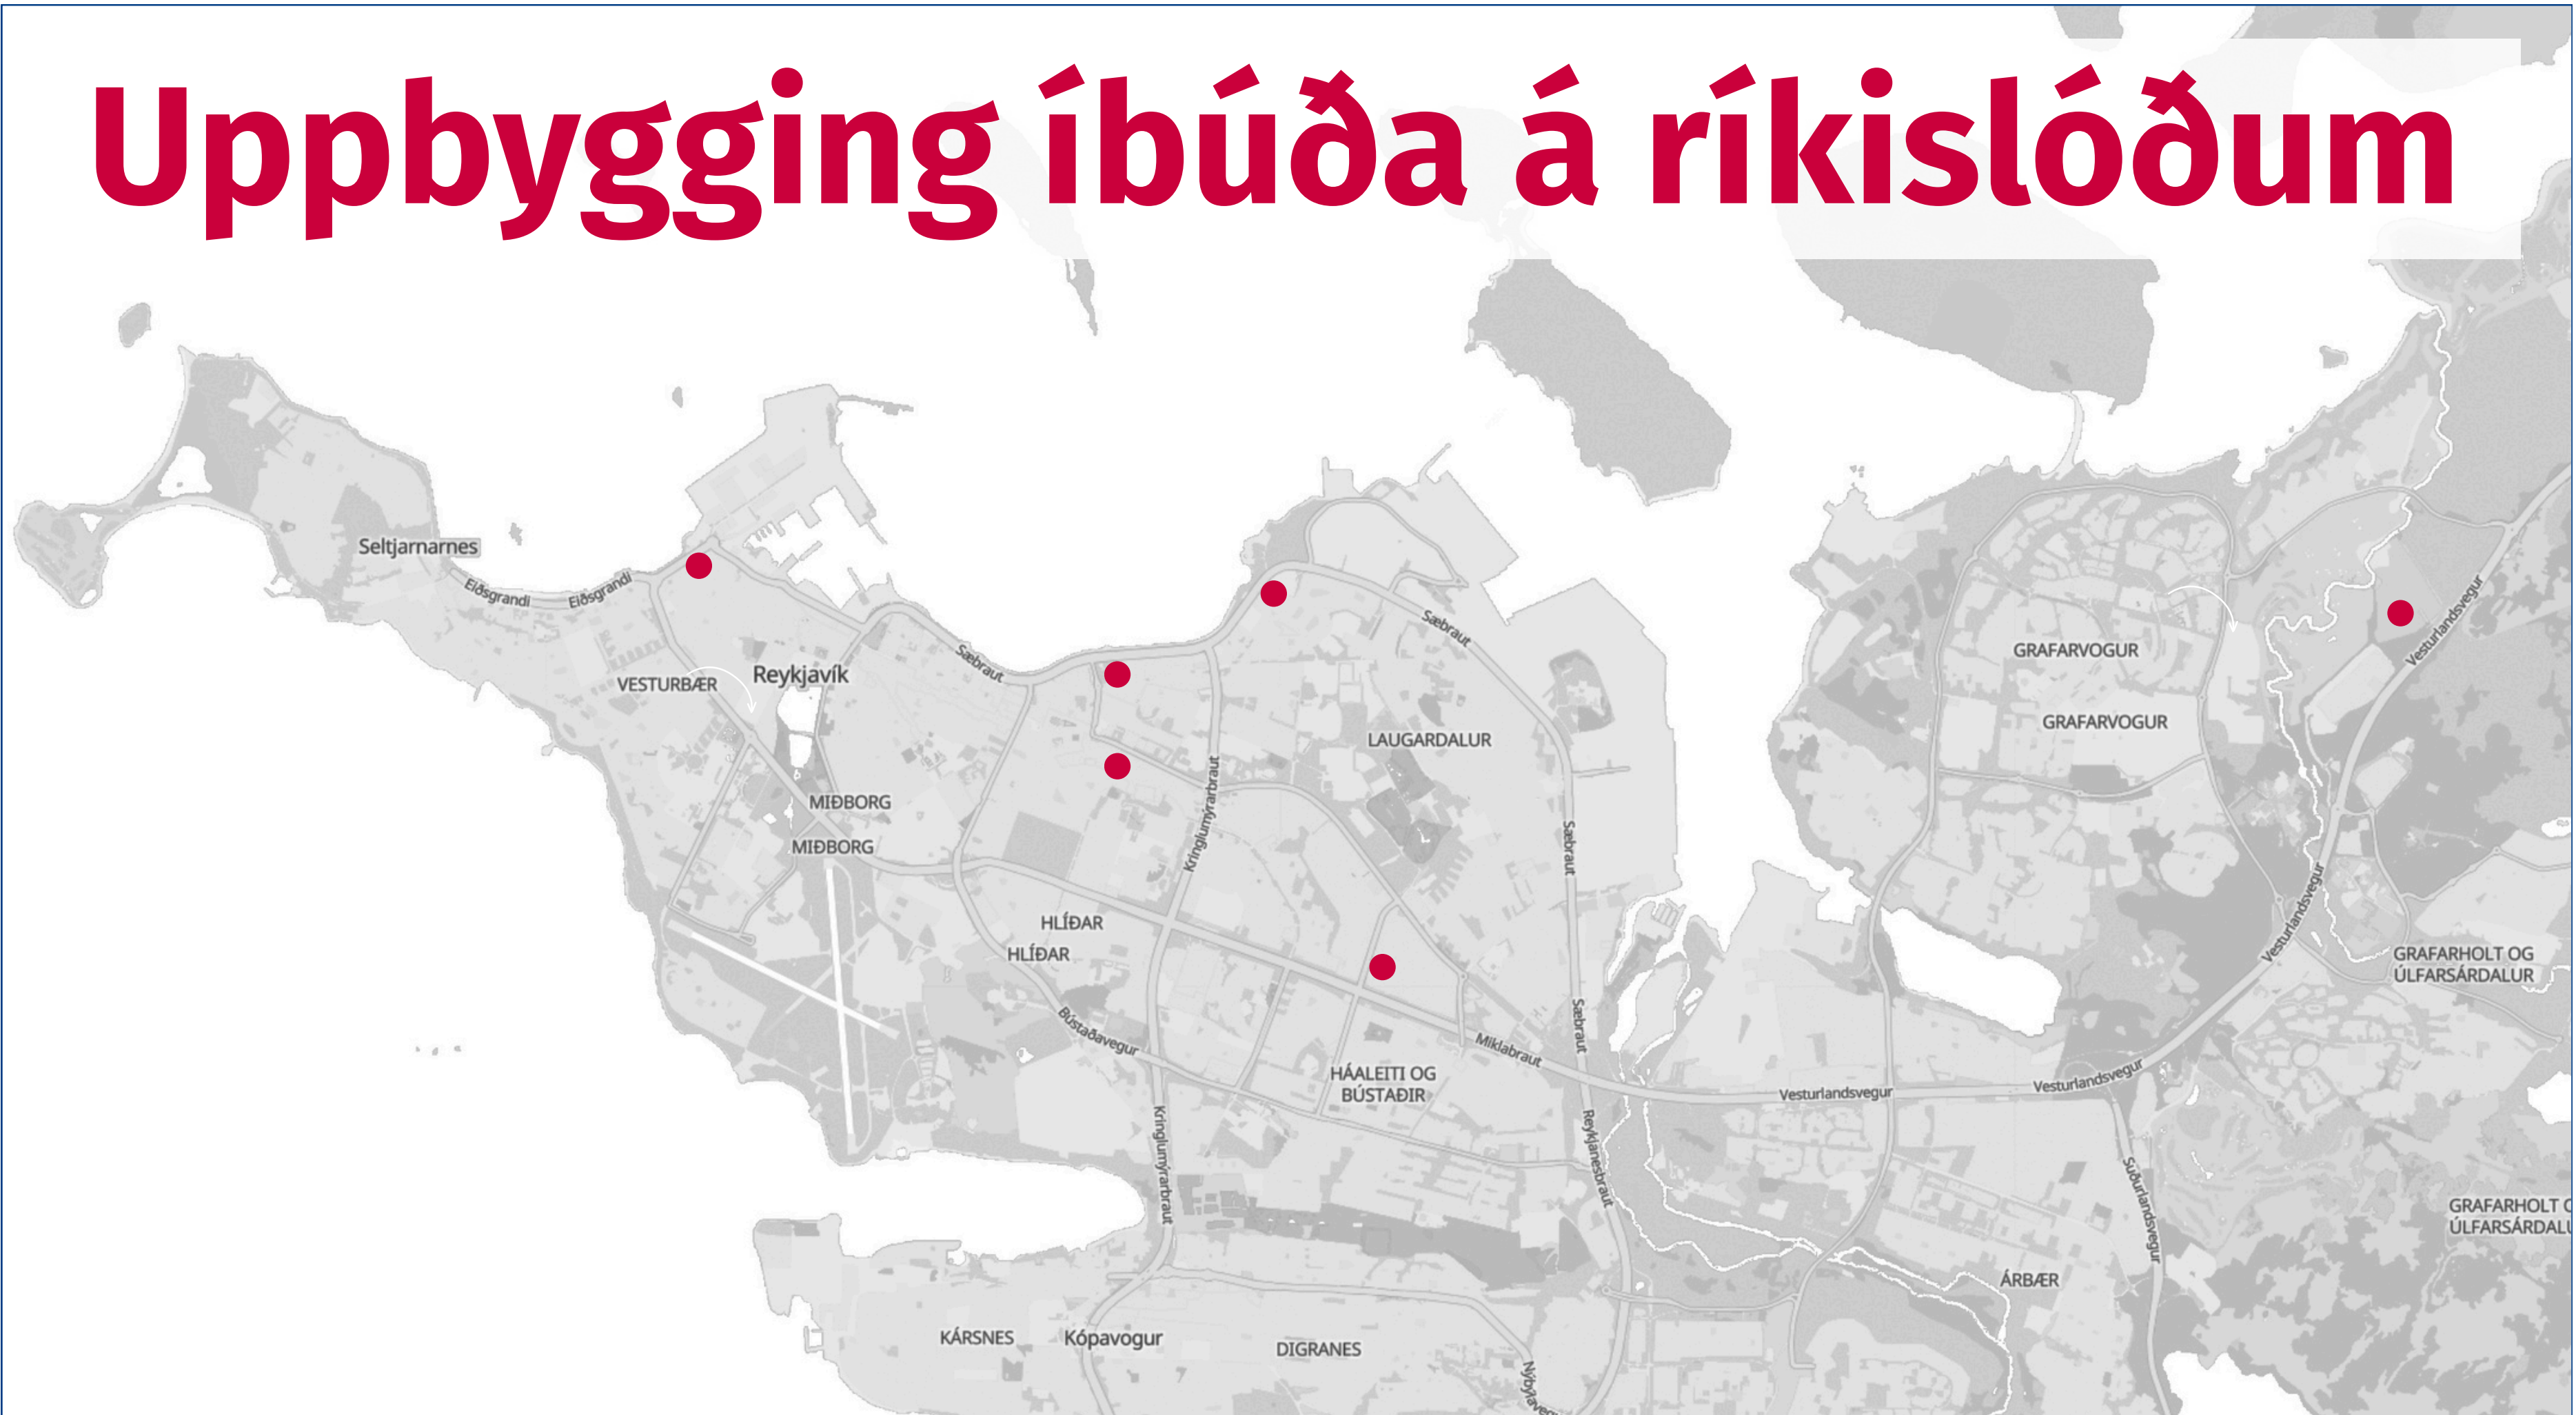 Uppbygging íbúða á ríkislóðum
Seltjarnarnes
Eiðsgrandi
Eiðsgrandi
VESTURBÆR
Reykjavík
Sæbraut
Sæbraut
LAUGARDALUR
GRAFARVOGUR
GRAFARVOGUR
Vesturlandsvegur
MIÐBORG
MIÐBORG
Kringlumýrarbraut
Sæbraut
HLÍÐAR
HLÍÐAR
Vesturlandsvegur
GRAFARHOLT OG
ÚLFARSÁRDALUR
Bústaðavegur
Miklabraut
Sæbraut
HÁALEITI OG
BÚSTAÐIR
Vesturlandsvegur
Vesturlandsvegur
Kringlumýrarbraut
Reykjanesbraut
Suðurlandsvegur
GRAFARHOLT
ÚLFARSÁRDALU
ÁRBÆR
KÁRSNES
Kópavogur
DIGRANES